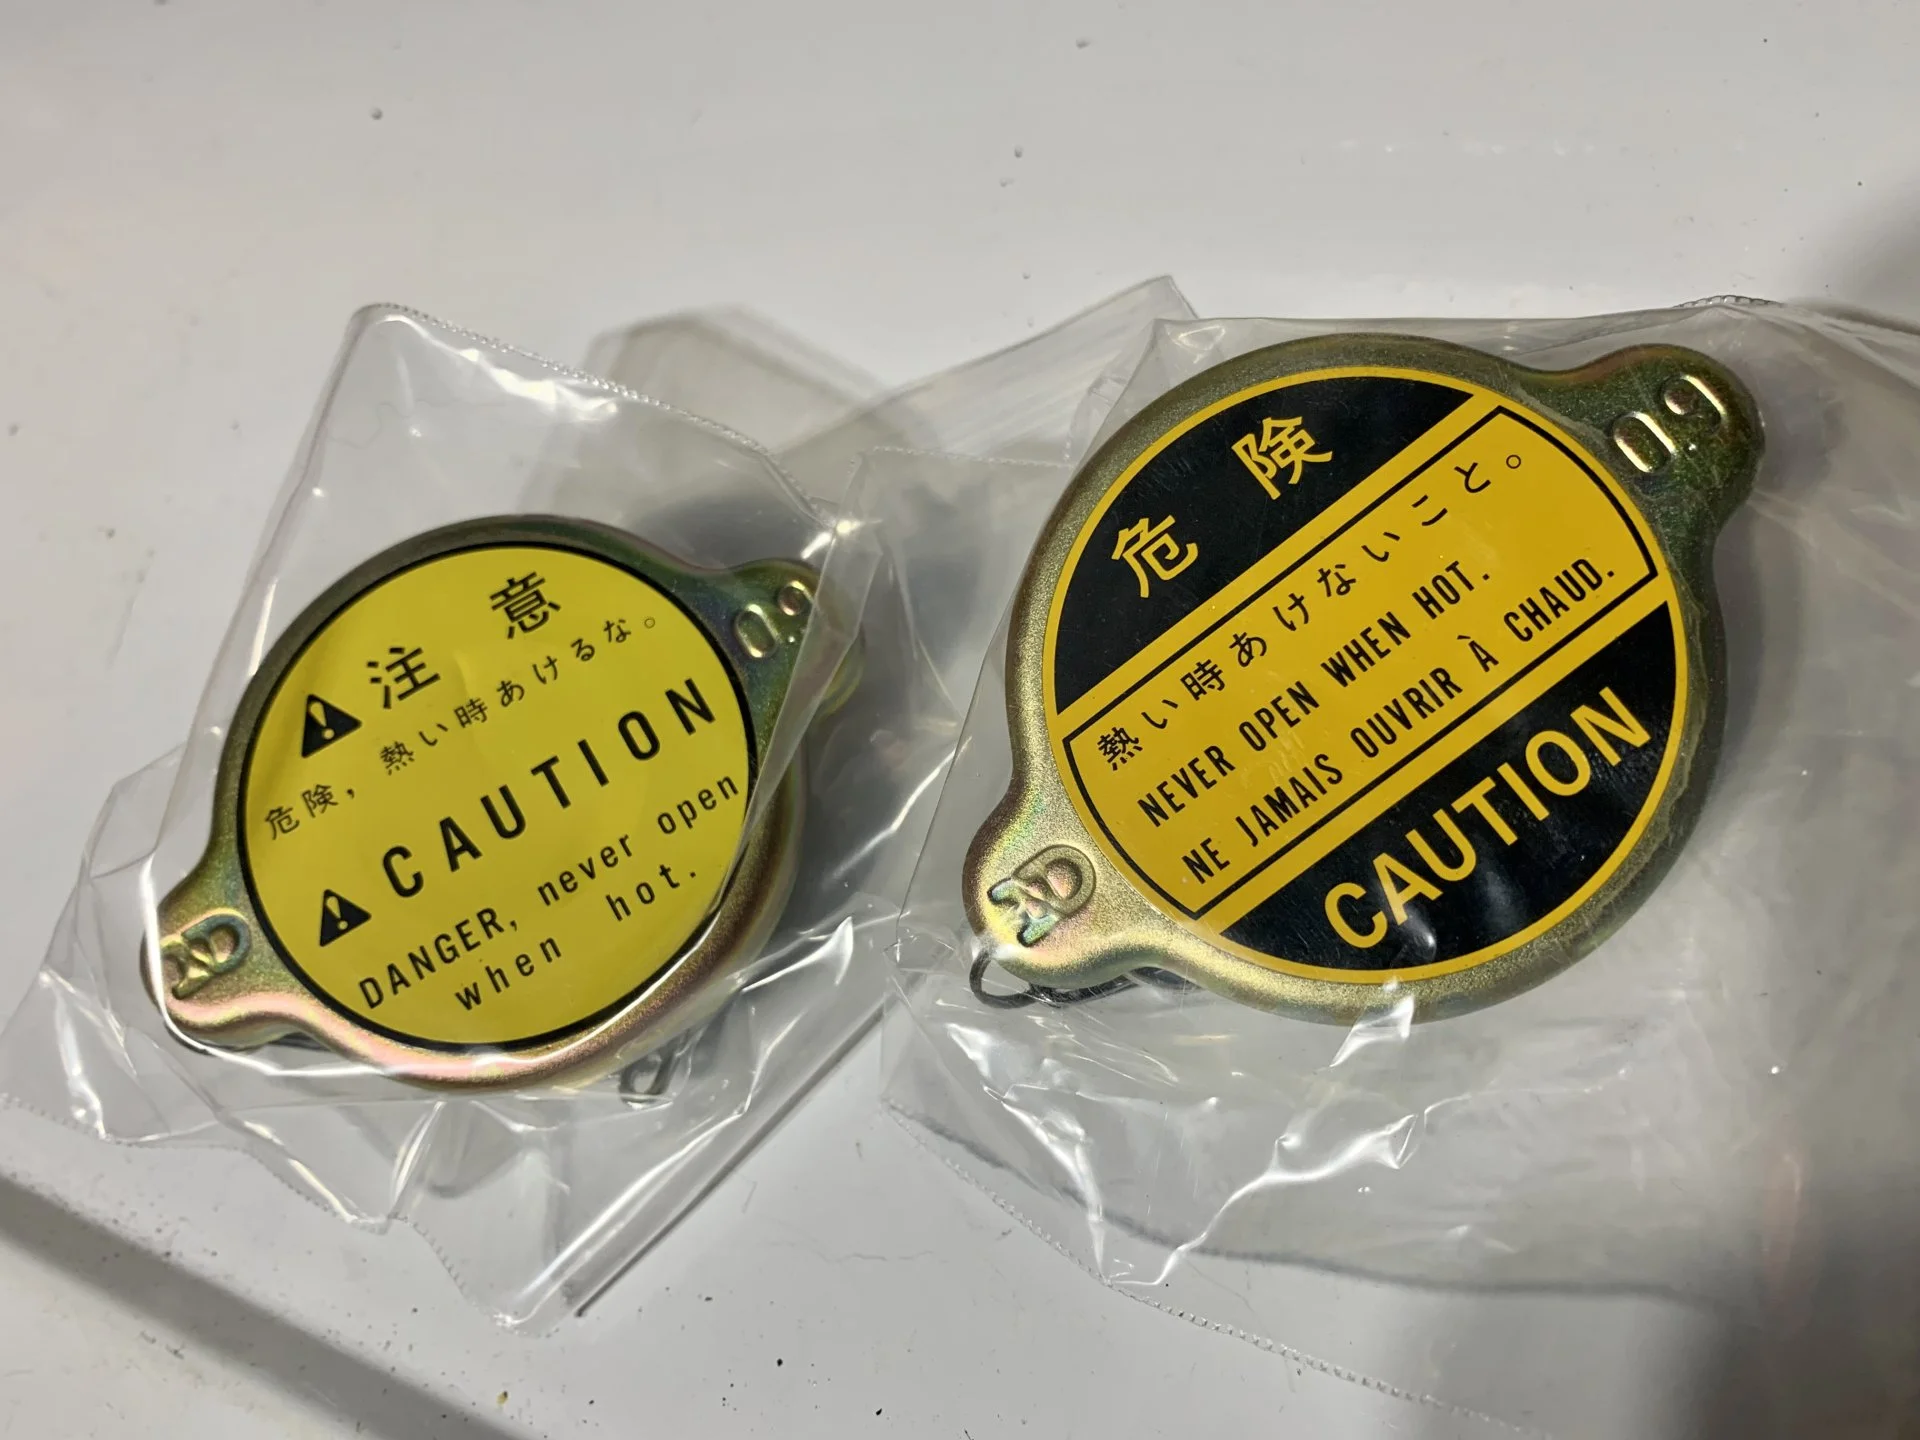 注意
危険，熱い時あけるな。
CAUTION
DANGER, never open
when hot.
0.9
危険
熱い時あけないこと。
NEVER OPEN WHEN HOT.
NE JAMAIS OUVRIR À CHAUD.
CAUTION
0.9